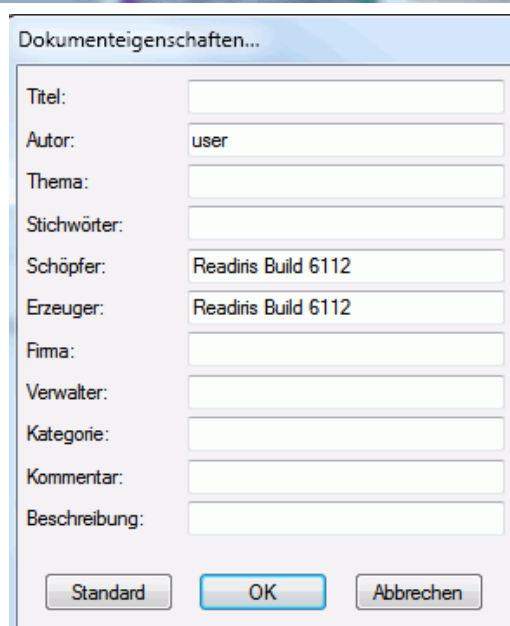 Dokumenteigenschaften...
Titel:
Autor: user
Thema:
Stichwörter:
Schöpfer: Readiris Build 6112
Erzeuger: Readiris Build 6112
Firma:
Verwalter:
Kategorie:
Kommentar:
Beschreibung:
Standard OK Abbrechen